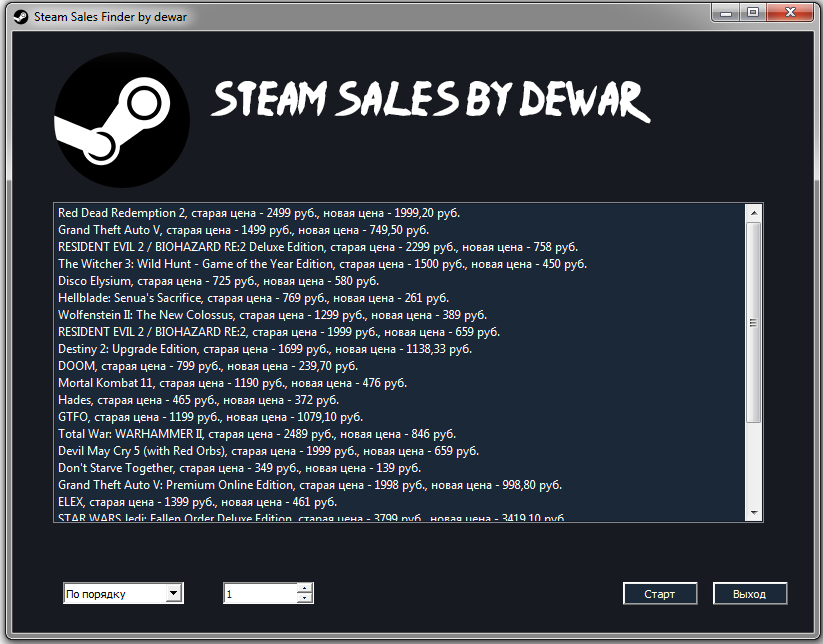 Steam Sales Finder by dewar
STEAM SALES BY DEWAR
Red Dead Redemption 2, старая цена - 2499 руб., новая цена - 1999,20 руб.
Grand Theft Auto V, старая цена - 1499 руб., новая цена - 749,50 руб.
RESIDENT EVIL 2 / BIOHAZARD RE:2 Deluxe Edition, старая цена - 2299 руб., новая цена - 758 руб.
The Witcher 3: Wild Hunt - Game of the Year Edition, старая цена - 1500 руб., новая цена - 450 руб.
Disco Elysium, старая цена - 725 руб., новая цена - 580 руб.
Hellblade: Senua's Sacrifice, старая цена - 769 руб., новая цена - 261 руб.
Wolfenstein II: The New Colossus, старая цена - 1299 руб., новая цена - 389 руб.
RESIDENT EVIL 2 / BIOHAZARD RE:2, старая цена - 1999 руб., новая цена - 659 руб.
Destiny 2: Upgrade Edition, старая цена - 1699 руб., новая цена - 1138,33 руб.
DOOM, старая цена - 799 руб., новая цена - 239,70 руб.
Mortal Kombat 11, старая цена - 1190 руб., новая цена - 476 руб.
Hades, старая цена - 465 руб., новая цена - 372 руб.
GTFO, старая цена - 1199 руб., новая цена - 1079,10 руб.
Total War: WARHAMMER II, старая цена - 2489 руб., новая цена - 846 руб.
Devil May Cry 5 (with Red Orbs), старая цена - 1999 руб., новая цена - 659 руб.
Don't Starve Together, старая цена - 349 руб., новая цена - 139 руб.
Grand Theft Auto V: Premium Online Edition, старая цена - 1998 руб., новая цена - 998,80 руб.
ELEX, старая цена - 1399 руб., новая цена - 461 руб.
STAR WARS Jedi: Fallen Order Deluxe Edition, старая цена - 3799 руб., новая цена - 3419,10 руб.
По порядку
1
Старт
Выход